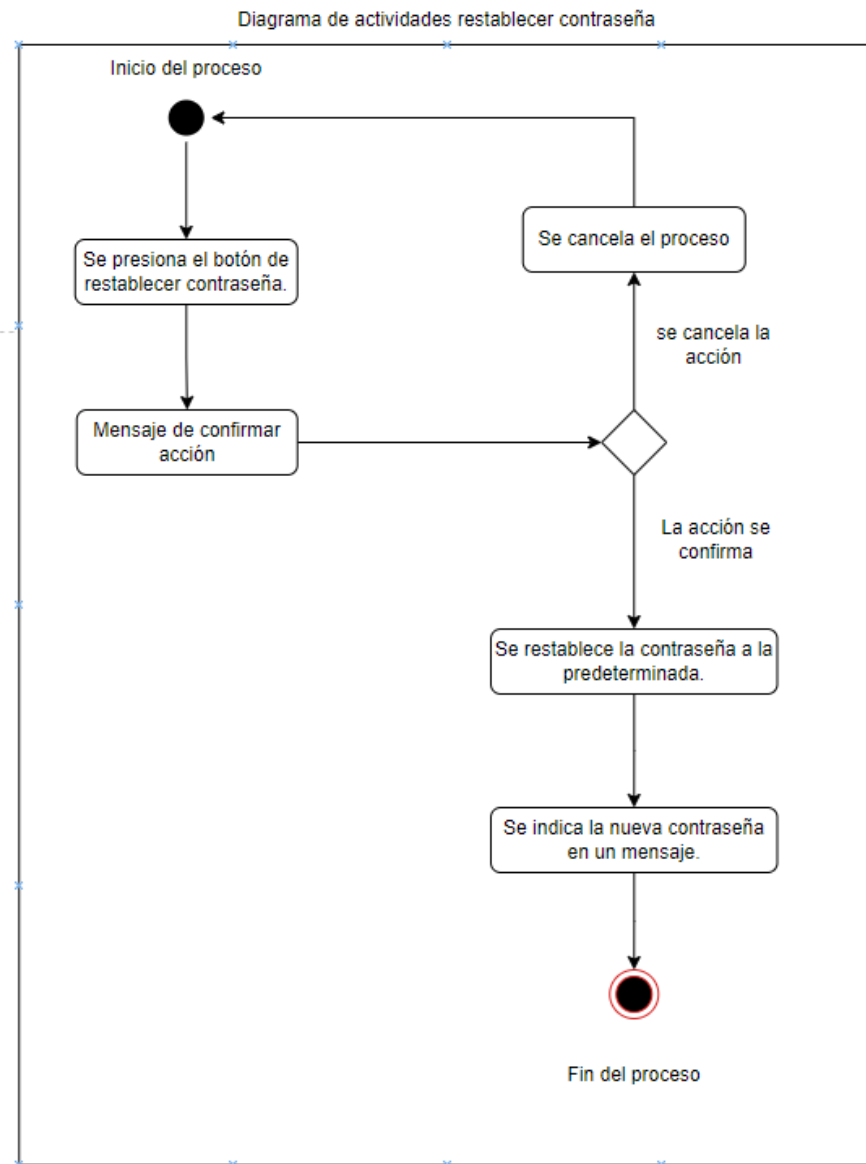 Diagrama de actividades restablecer contraseña
Inicio del proceso
Se presiona el botón de
restablecer contraseña.
Mensaje de confirmar
acción
Se cancela el proceso
se cancela la
acción
La acción se
confirma
Se restablece la contraseña a la
predeterminada.
Se indica la nueva contraseña
en un mensaje.
Fin del proceso